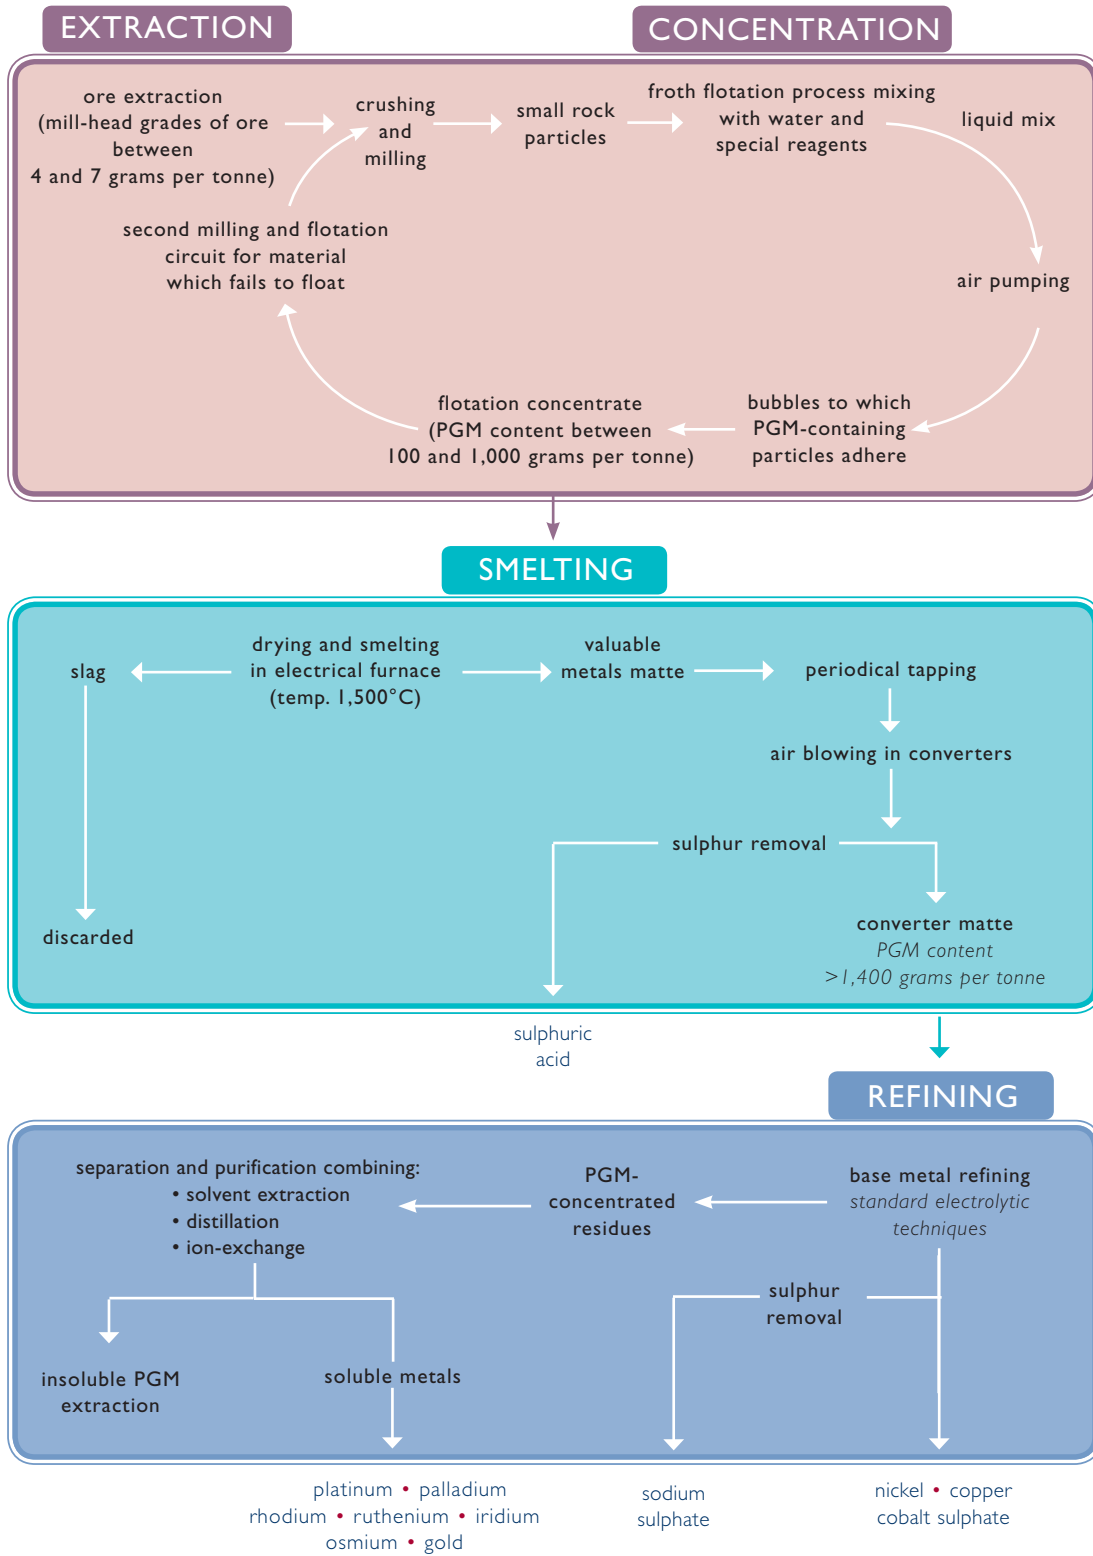 EXTRACTION
CONCENTRATION
ore extraction
(mill-head grades of ore
between
4 and 7 grams per tonne)
crushing
and
milling
small rock
particles
froth flotation process mixing
with water and
special reagents
liquid mix
second milling and flotation
circuit for material
which fails to float
air pumping
flotation concentrate
(PGM content between
100 and 1,000 grams per tonne)
bubbles to which
PGM-containing
particles adhere
SMELTING
slag
drying and smelting
in electrical furnace
(temp. 1,500°C)
valuable
metals matte
periodical tapping
air blowing in converters
sulphur removal
discarded
converter matte
PGM content
>1,400 grams per tonne
sulphuric
acid
REFINING
separation and purification combining:
• solvent extraction
• distillation
• ion-exchange
PGM-
concentrated
residues
base metal refining
standard electrolytic
techniques
sulphur
removal
insoluble PGM
extraction
soluble metals
platinum • palladium
rhodium • ruthenium • iridium
osmium • gold
sodium
sulphate
nickel • copper
cobalt sulphate